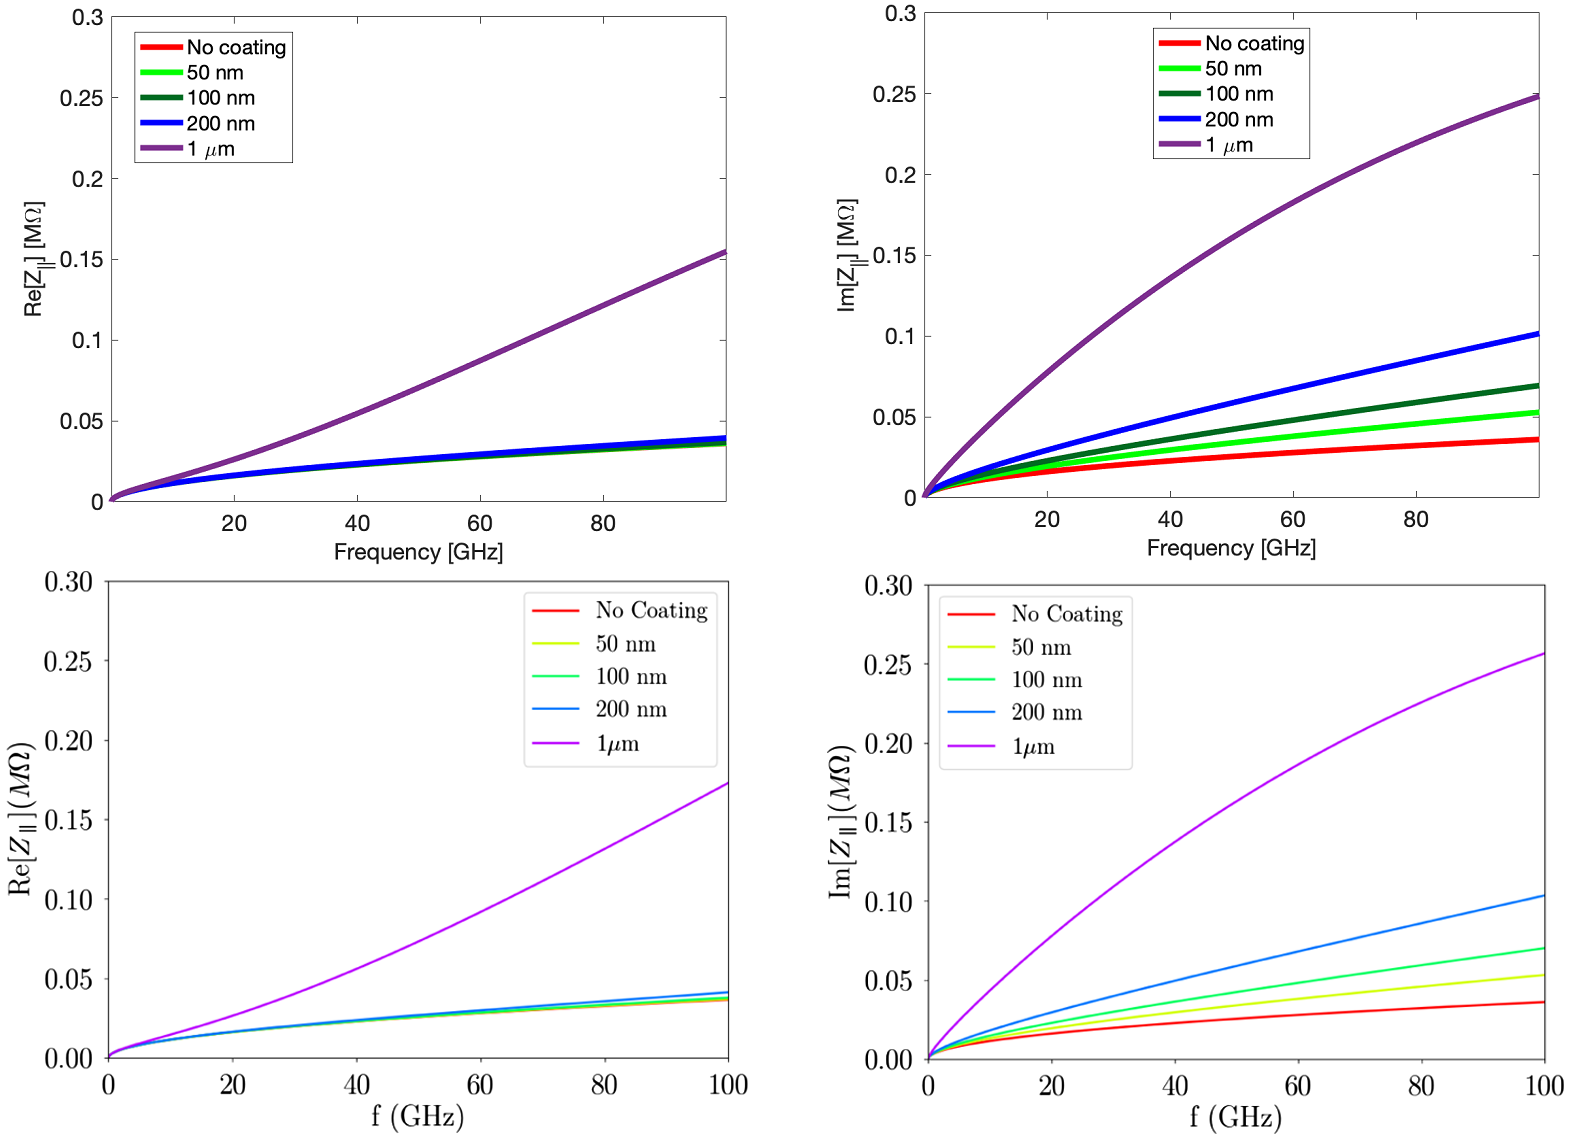 0.3
0.25
0.2
0.15
0.1
0.05
0
Re[Z||] [MΩ]
No coating
50 nm
100 nm
200 nm
1 μm
20
40
60
80
Frequency [GHz]
0.3
0.25
0.2
0.15
0.1
0.05
0
Im[Z||] [MΩ]
No coating
50 nm
100 nm
200 nm
1 μm
20
40
60
80
Frequency [GHz]
0.30
0.25
0.20
0.15
0.10
0.05
0.00
Re[Z∥](MΩ)
No Coating
50 nm
100 nm
200 nm
1μm
0
20
40
60
80
100
f (GHz)
0.30
0.25
0.20
0.15
0.10
0.05
0.00
Im[Z∥](MΩ)
No Coating
50 nm
100 nm
200 nm
1μm
0
20
40
60
80
100
f (GHz)